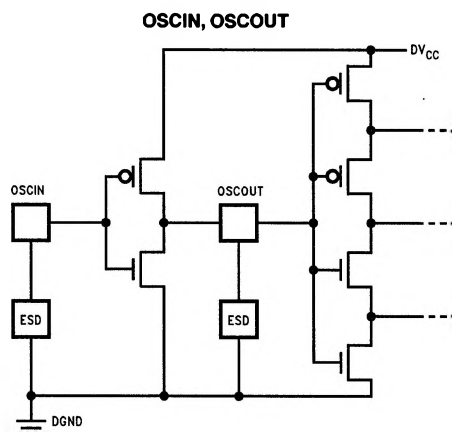 OSCIN, OSCOUT
DVCC
OSCIN
OSCOUT
ESD
ESD
DGND